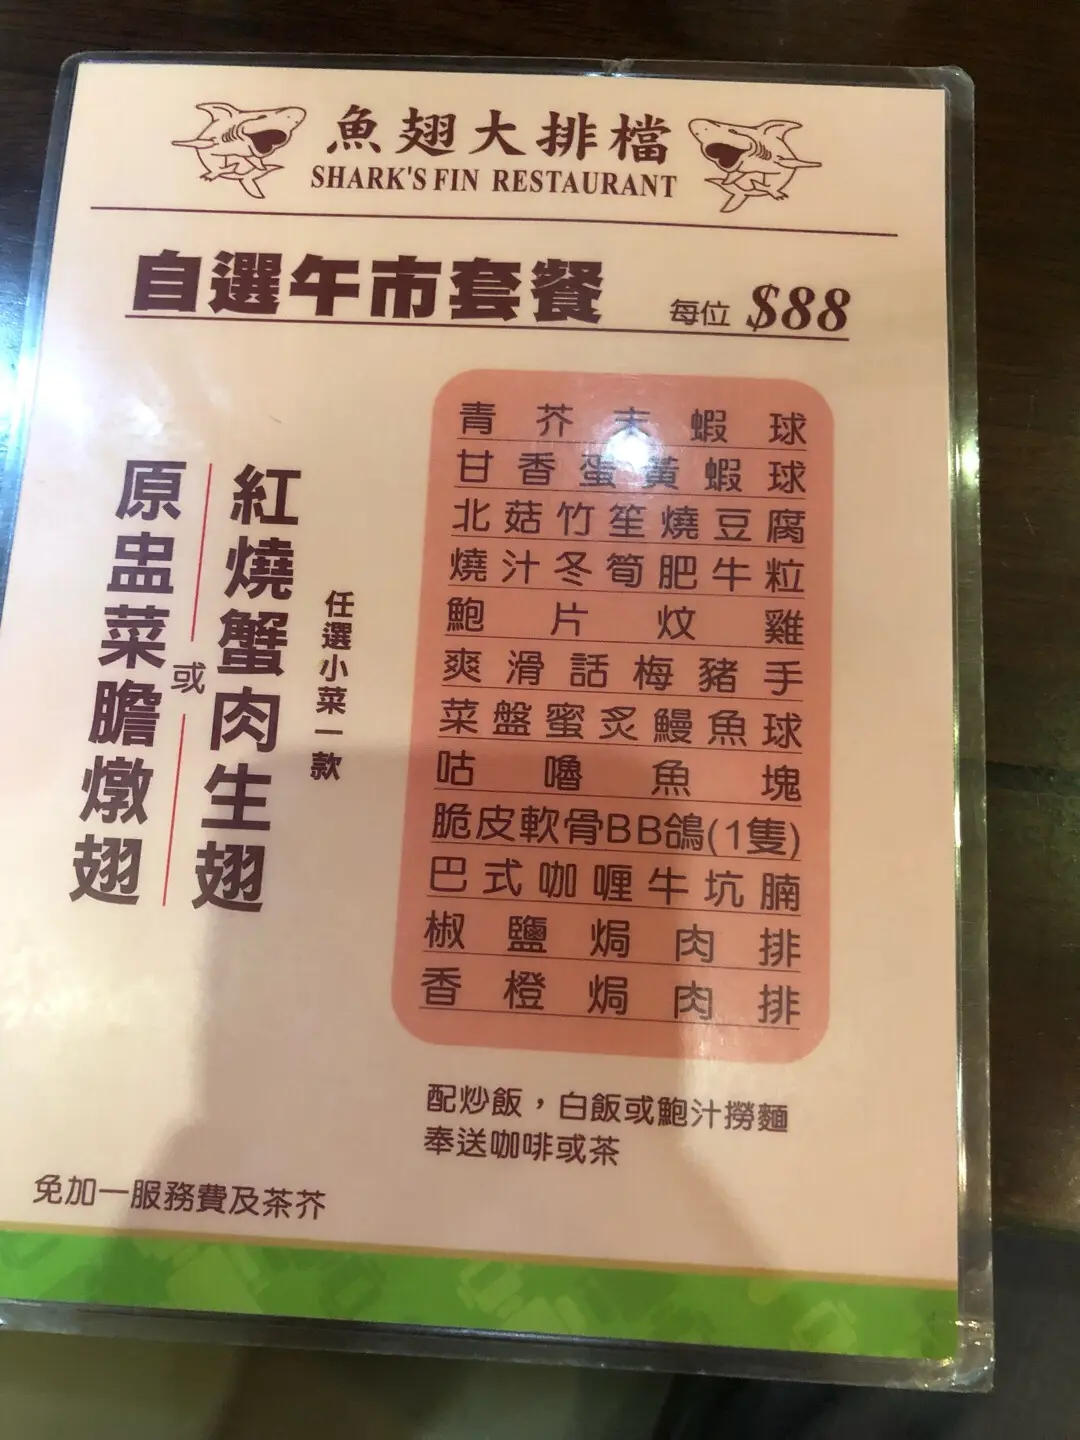 魚翅大排檔
SHARK'S FIN RESTAURANT
自選午市套餐 每位 $88
紅燒蟹肉生翅
或
原盅菜膽燉翅
任選小菜一款
青芥末蝦球
甘香蛋黃蝦球
北菇竹笙燒豆腐
燒汁冬筍肥牛粒
鮑片炆雞
爽滑話梅豬手
菜盤蜜炙鰻魚球
咕嚕魚塊
脆皮軟骨BB鴿(1隻)
巴式咖喱牛坑腩
椒鹽焗肉排
香橙焗肉排
配炒飯，白飯或鮑汁撈麵
奉送咖啡或茶
免加一服務費及茶芥